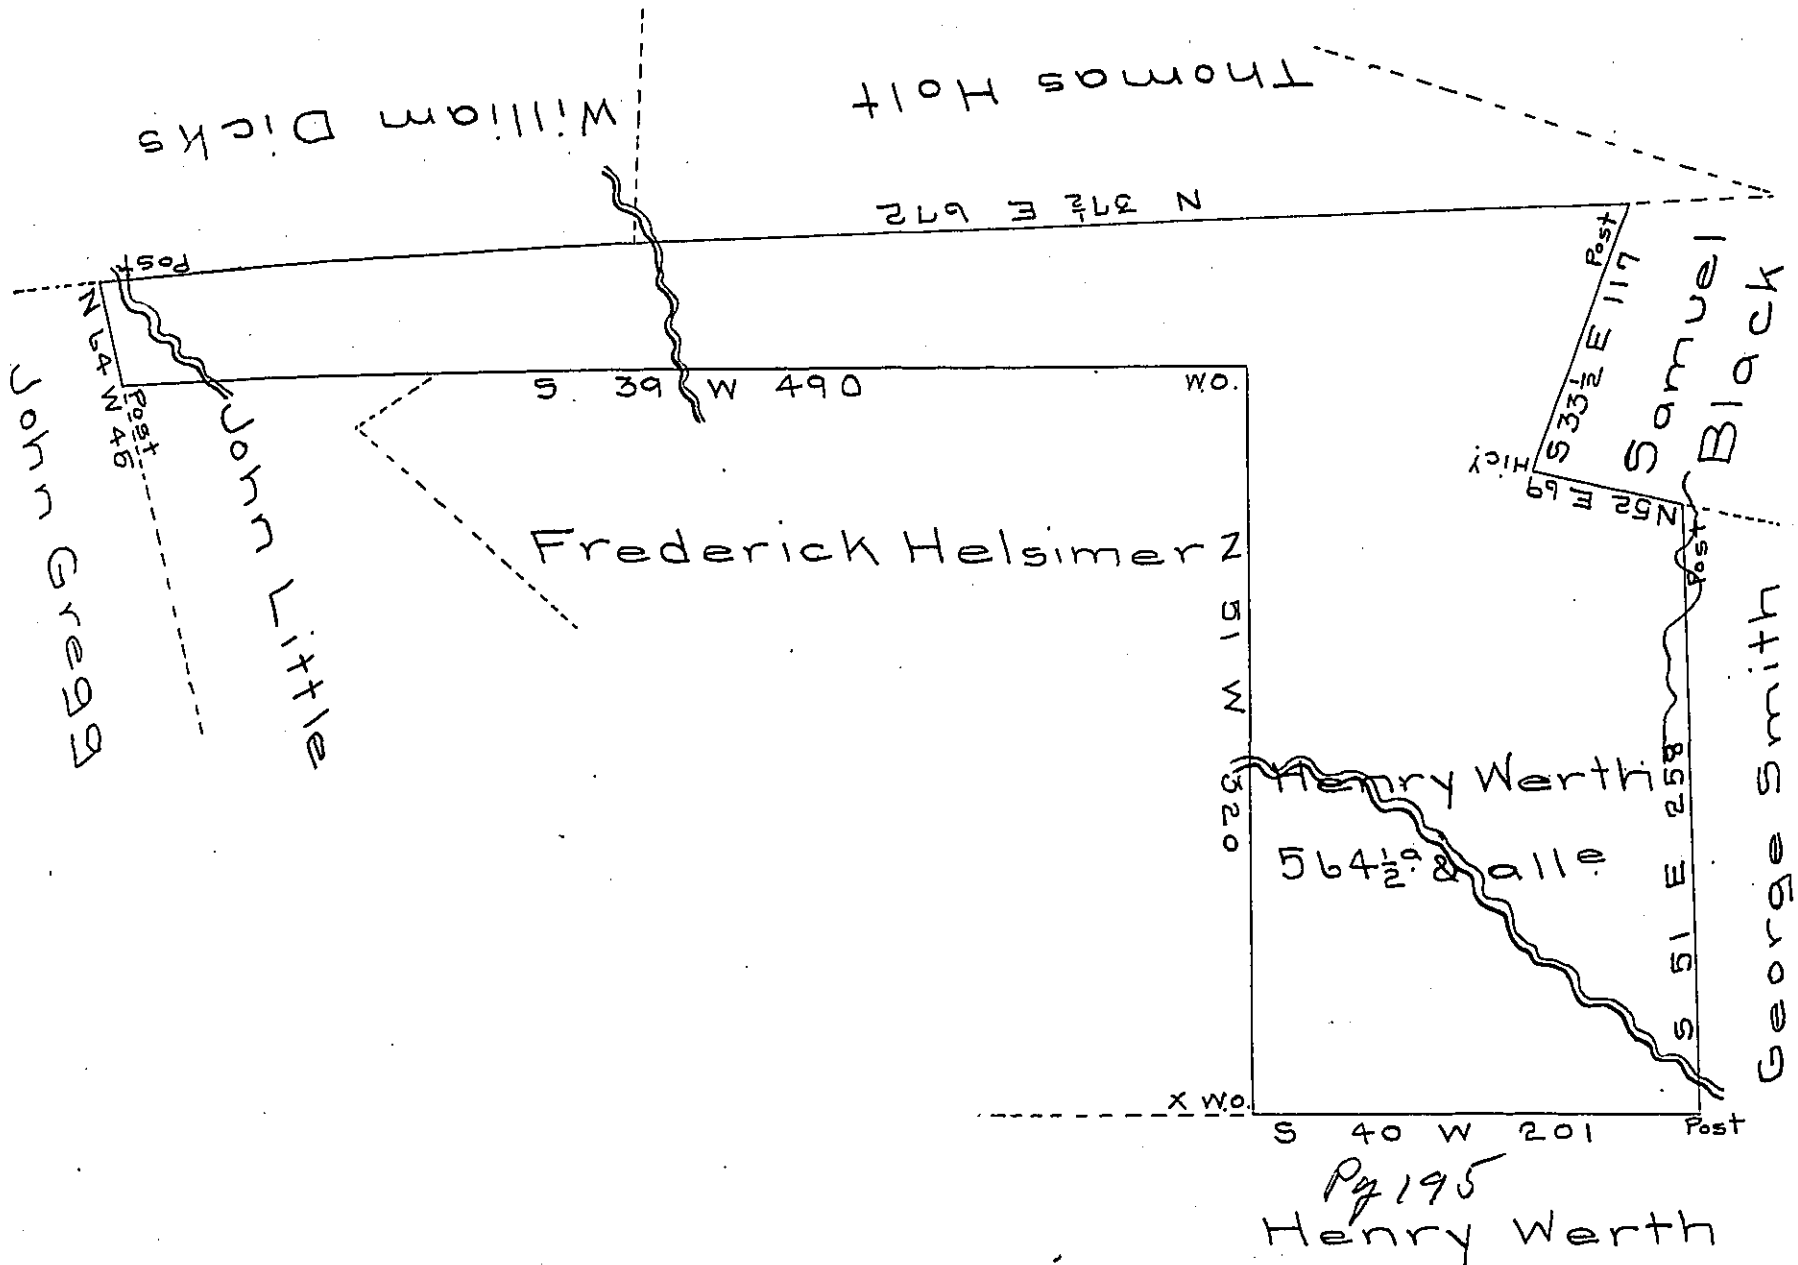 William Dicks
Thomas Holt
N 37½ E 672
Post
Post
N 64 W 46
Post
S 39 W 490
W.O.
S 33½ E 117
Samuel
Black
Hicy
N52 E 69
Post
John Gregg
John Little
Frederick Helsimer
N 51 W 320
Henry Werth
564½ a. & alle
S 51 E 258
George Smith
X W.O.
S 40 W 201
Post
Pg 195
Henry Werth